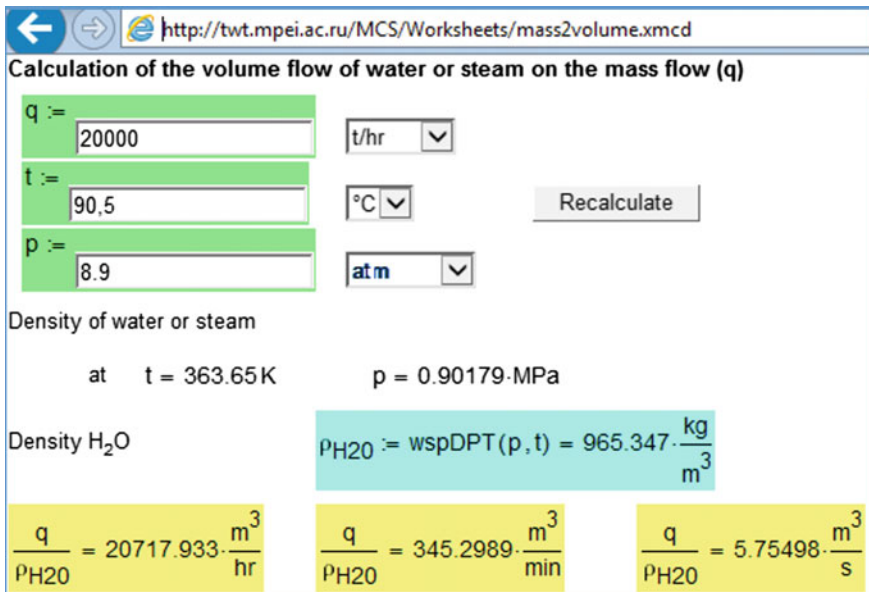 http://twt.mpei.ac.ru/MCS/Worksheets/mass2volume.xmcd
Calculation of the volume flow of water or steam on the mass flow (q)
q :=
20000 t/hr
t :=
90,5 °C Recalculate
p :=
8.9 atm
Density of water or steam
at t = 363.65 K p = 0.90179·MPa
Density H₂O ρH20 := wspDPT(p,t) = 965.347·kg/m³
q/ρH20 = 20717.933·m³/hr q/ρH20 = 345.2989·m³/min q/ρH20 = 5.75498·m³/s